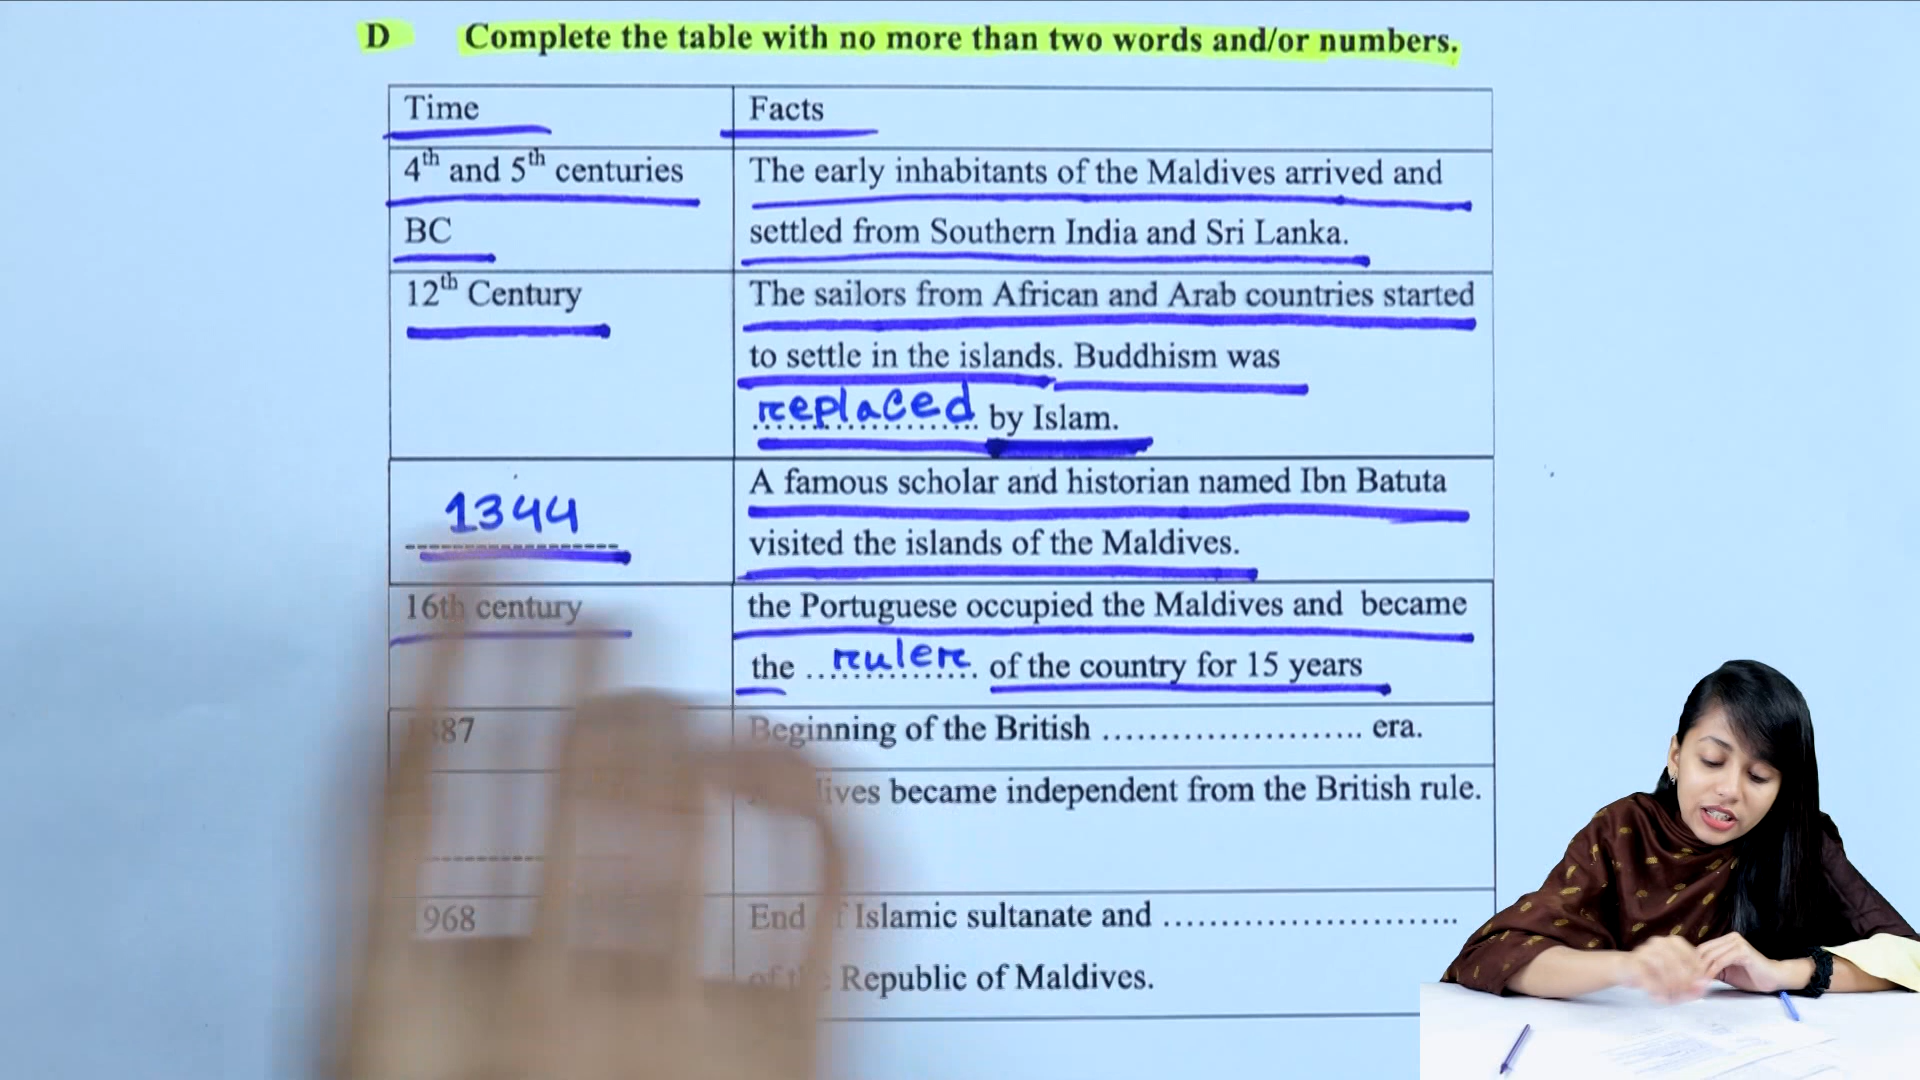 D Complete the table with no more than two words and/or numbers.
Time Facts
4th and 5th centuries The early inhabitants of the Maldives arrived and
BC settled from Southern India and Sri Lanka.
12th Century The sailors from African and Arab countries started
to settle in the islands. Buddhism was
replaced by Islam.
1344 A famous scholar and historian named Ibn Batuta
visited the islands of the Maldives.
16th century the Portuguese occupied the Maldives and became
the ruler of the country for 15 years
Beginning of the British ........................ era.
became independent from the British rule.
End Islamic sultanate and ...........................
Republic of Maldives.